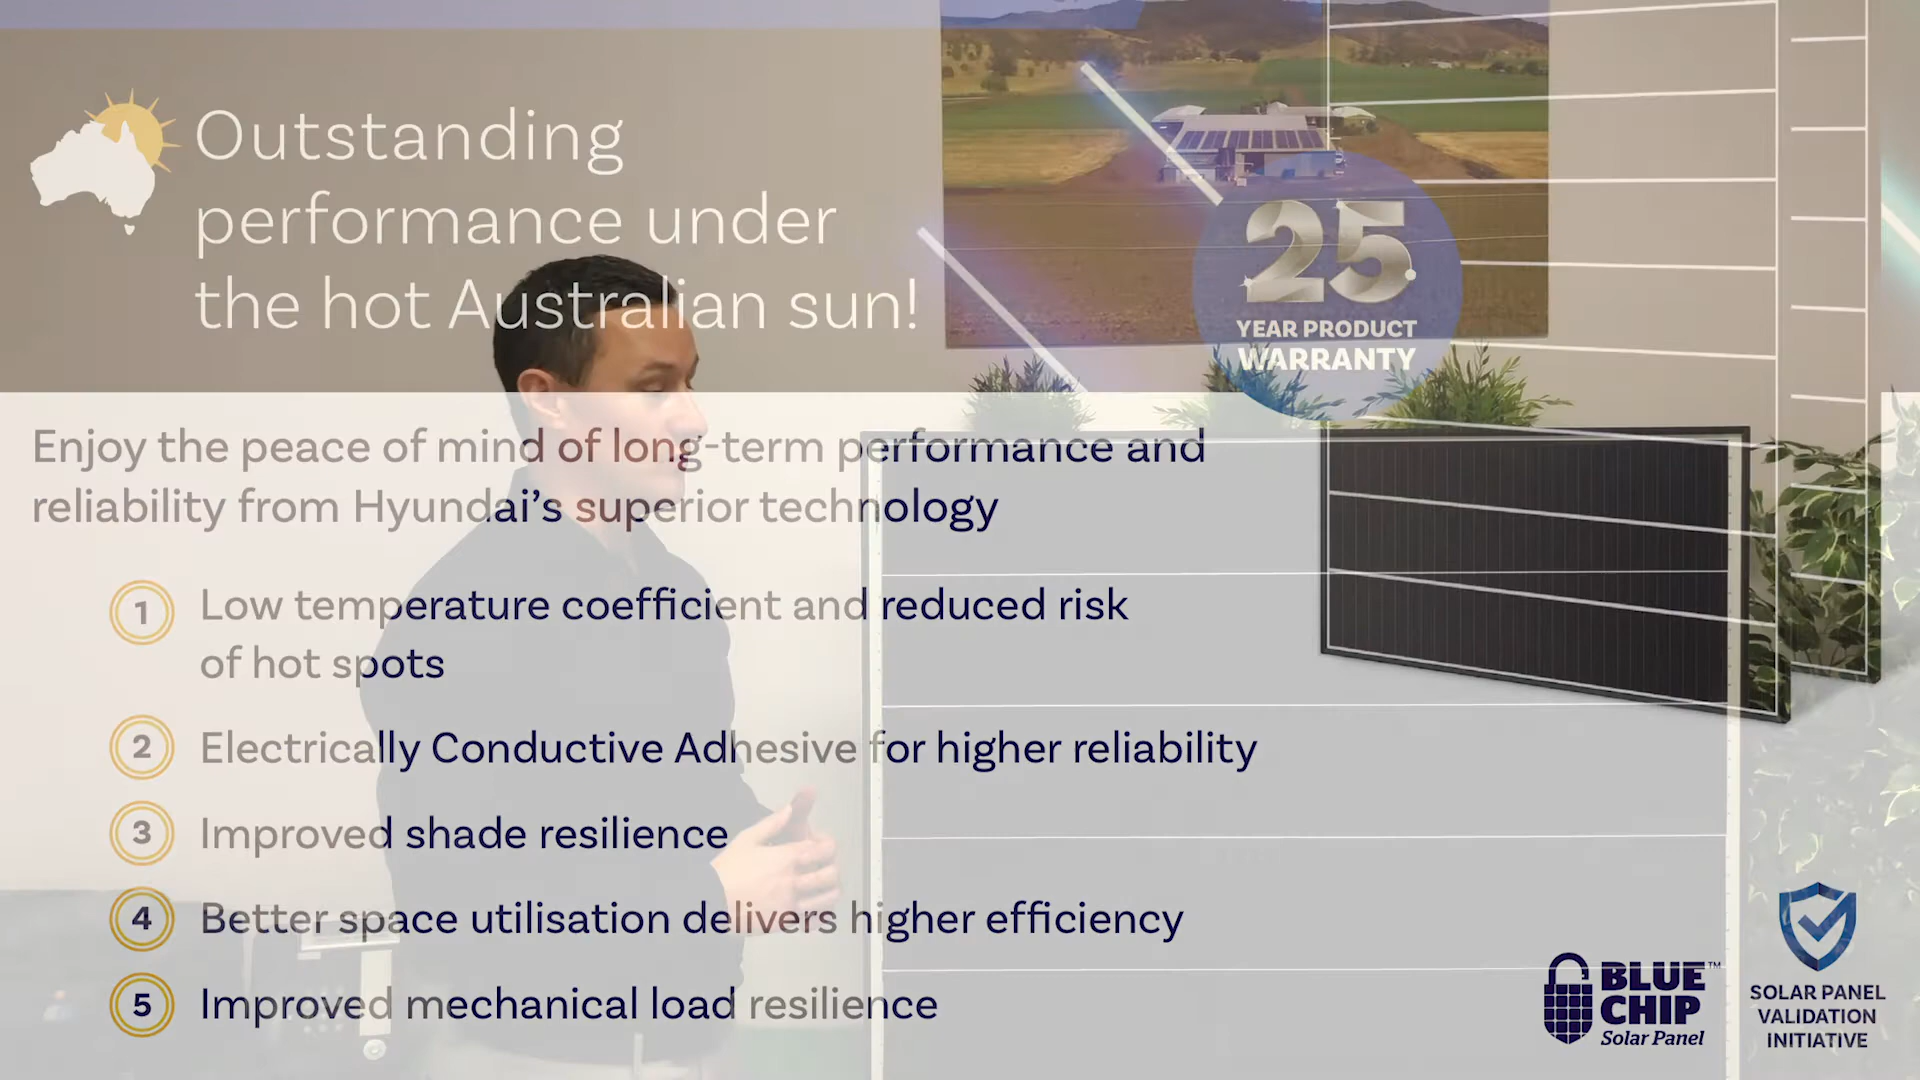 Outstanding
performance under
the hot Australian sun!
25
YEAR PRODUCT
WARRANTY
Enjoy the peace of mind of long-term performance and
reliability from Hyundai’s superior technology
1 Low temperature coefficient and reduced risk
of hot spots
2 Electrically Conductive Adhesive for higher reliability
3 Improved shade resilience
4 Better space utilisation delivers higher efficiency
5 Improved mechanical load resilience
BLUE™
CHIP
Solar Panel
SOLAR PANEL
VALIDATION
INITIATIVE